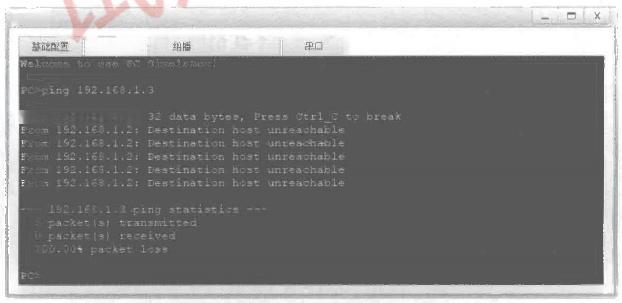 基础配置 组播 串口
Welcome to use PC Simulator!
PC>ping 192.168.1.3
32 data bytes, Press Ctrl_C to break
From 192.168.1.2: Destination host unreachable
From 192.168.1.2: Destination host unreachable
From 192.168.1.2: Destination host unreachable
From 192.168.1.2: Destination host unreachable
From 192.168.1.2: Destination host unreachable
--- 192.168.1.3 ping statistics ---
5 packet(s) transmitted
0 packet(s) received
100.00% packet loss
PC>